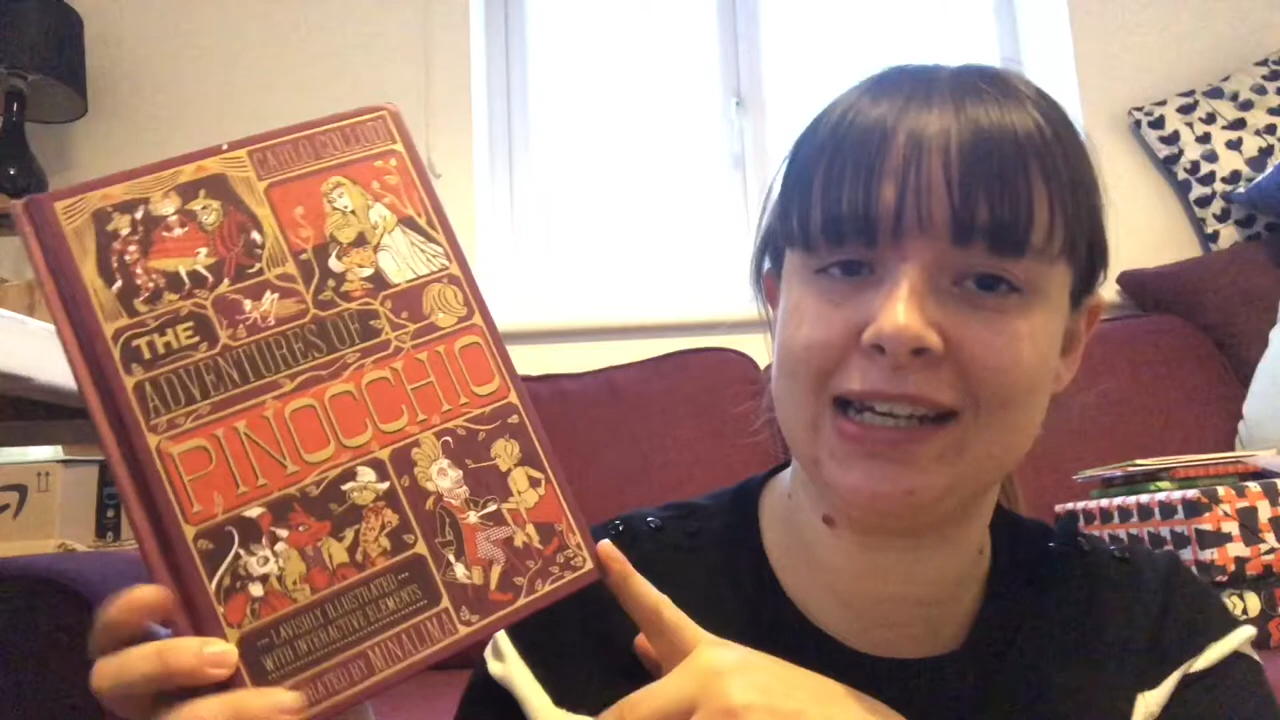 CARLO COLLODI
THE
ADVENTURES OF
PINOCCHIO
LAVISHLY ILLUSTRATED
WITH INTERACTIVE ELEMENTS
BY MINALIMA